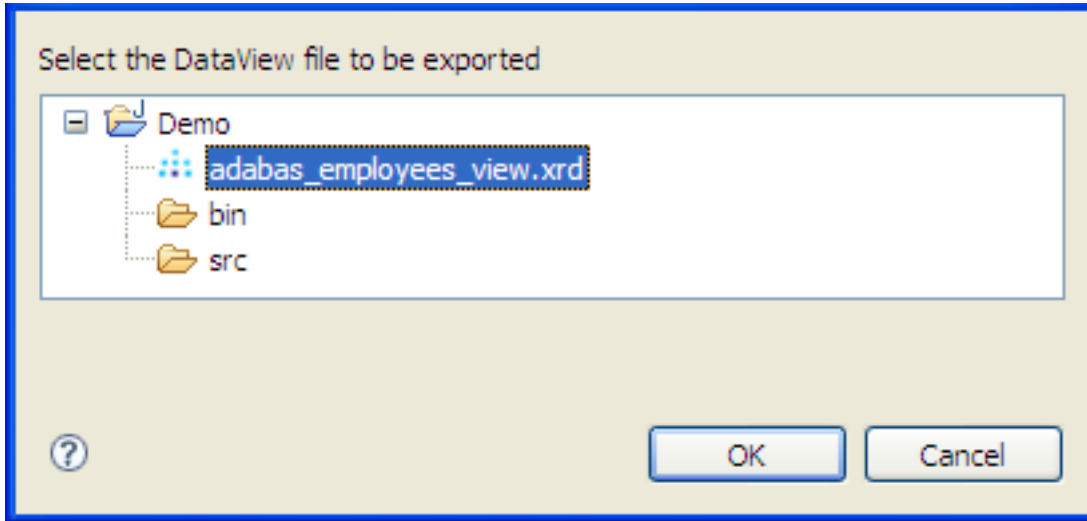 Select the DataView file to be exported
Demo
adabas_employees_view.xrd
bin
src
OK Cancel